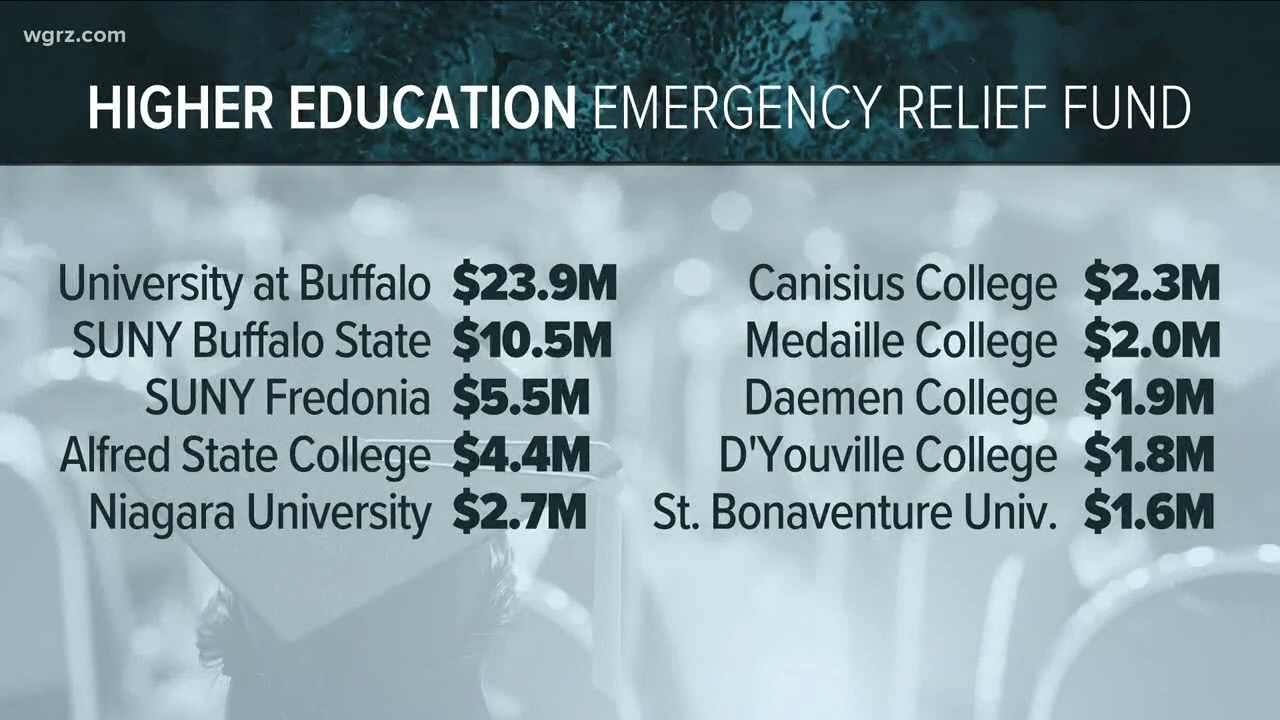 wgrz.com
HIGHER EDUCATION EMERGENCY RELIEF FUND
University at Buffalo $23.9M
SUNY Buffalo State $10.5M
SUNY Fredonia $5.5M
Alfred State College $4.4M
Niagara University $2.7M
Canisius College $2.3M
Medaille College $2.0M
Daemen College $1.9M
D'Youville College $1.8M
St. Bonaventure Univ. $1.6M